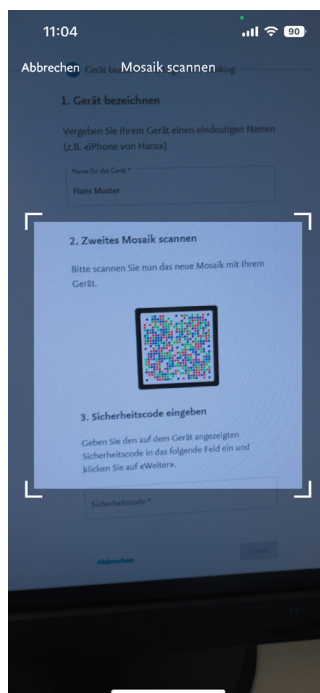 11:04
90
Abbrechen
Mosaik scannen
Gerät
1. Gerät bezeichnen
Vergeben Sie Ihrem Gerät einen eindeutigen Namen
(z.B. «iPhone von Hans»)
Name für das Gerät *
Hans Muster
2. Zweites Mosaik scannen
Bitte scannen Sie nun das neue Mosaik mit Ihrem
Gerät.
3. Sicherheitscode eingeben
Geben Sie den auf dem Gerät angezeigten
Sicherheitscode in das folgende Feld ein und
klicken Sie auf «Weiter».
Sicherheitscode *
Abbrechen
Weiter